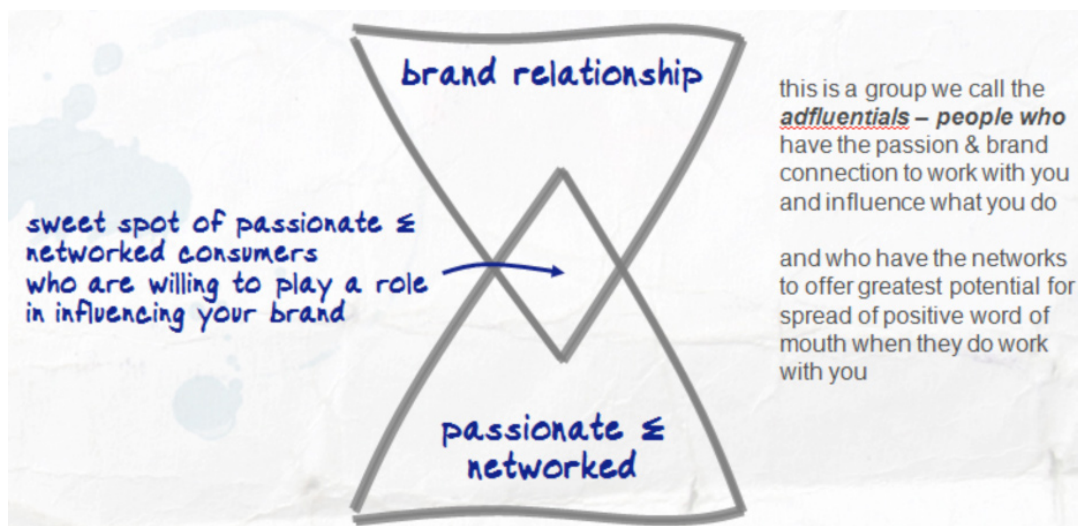 brand relationship
sweet spot of passionate &
networked consumers
who are willing to play a role
in influencing your brand
passionate &
networked
this is a group we call the
adfluentials – people who
have the passion & brand
connection to work with you
and influence what you do
and who have the networks
to offer greatest potential for
spread of positive word of
mouth when they do work
with you